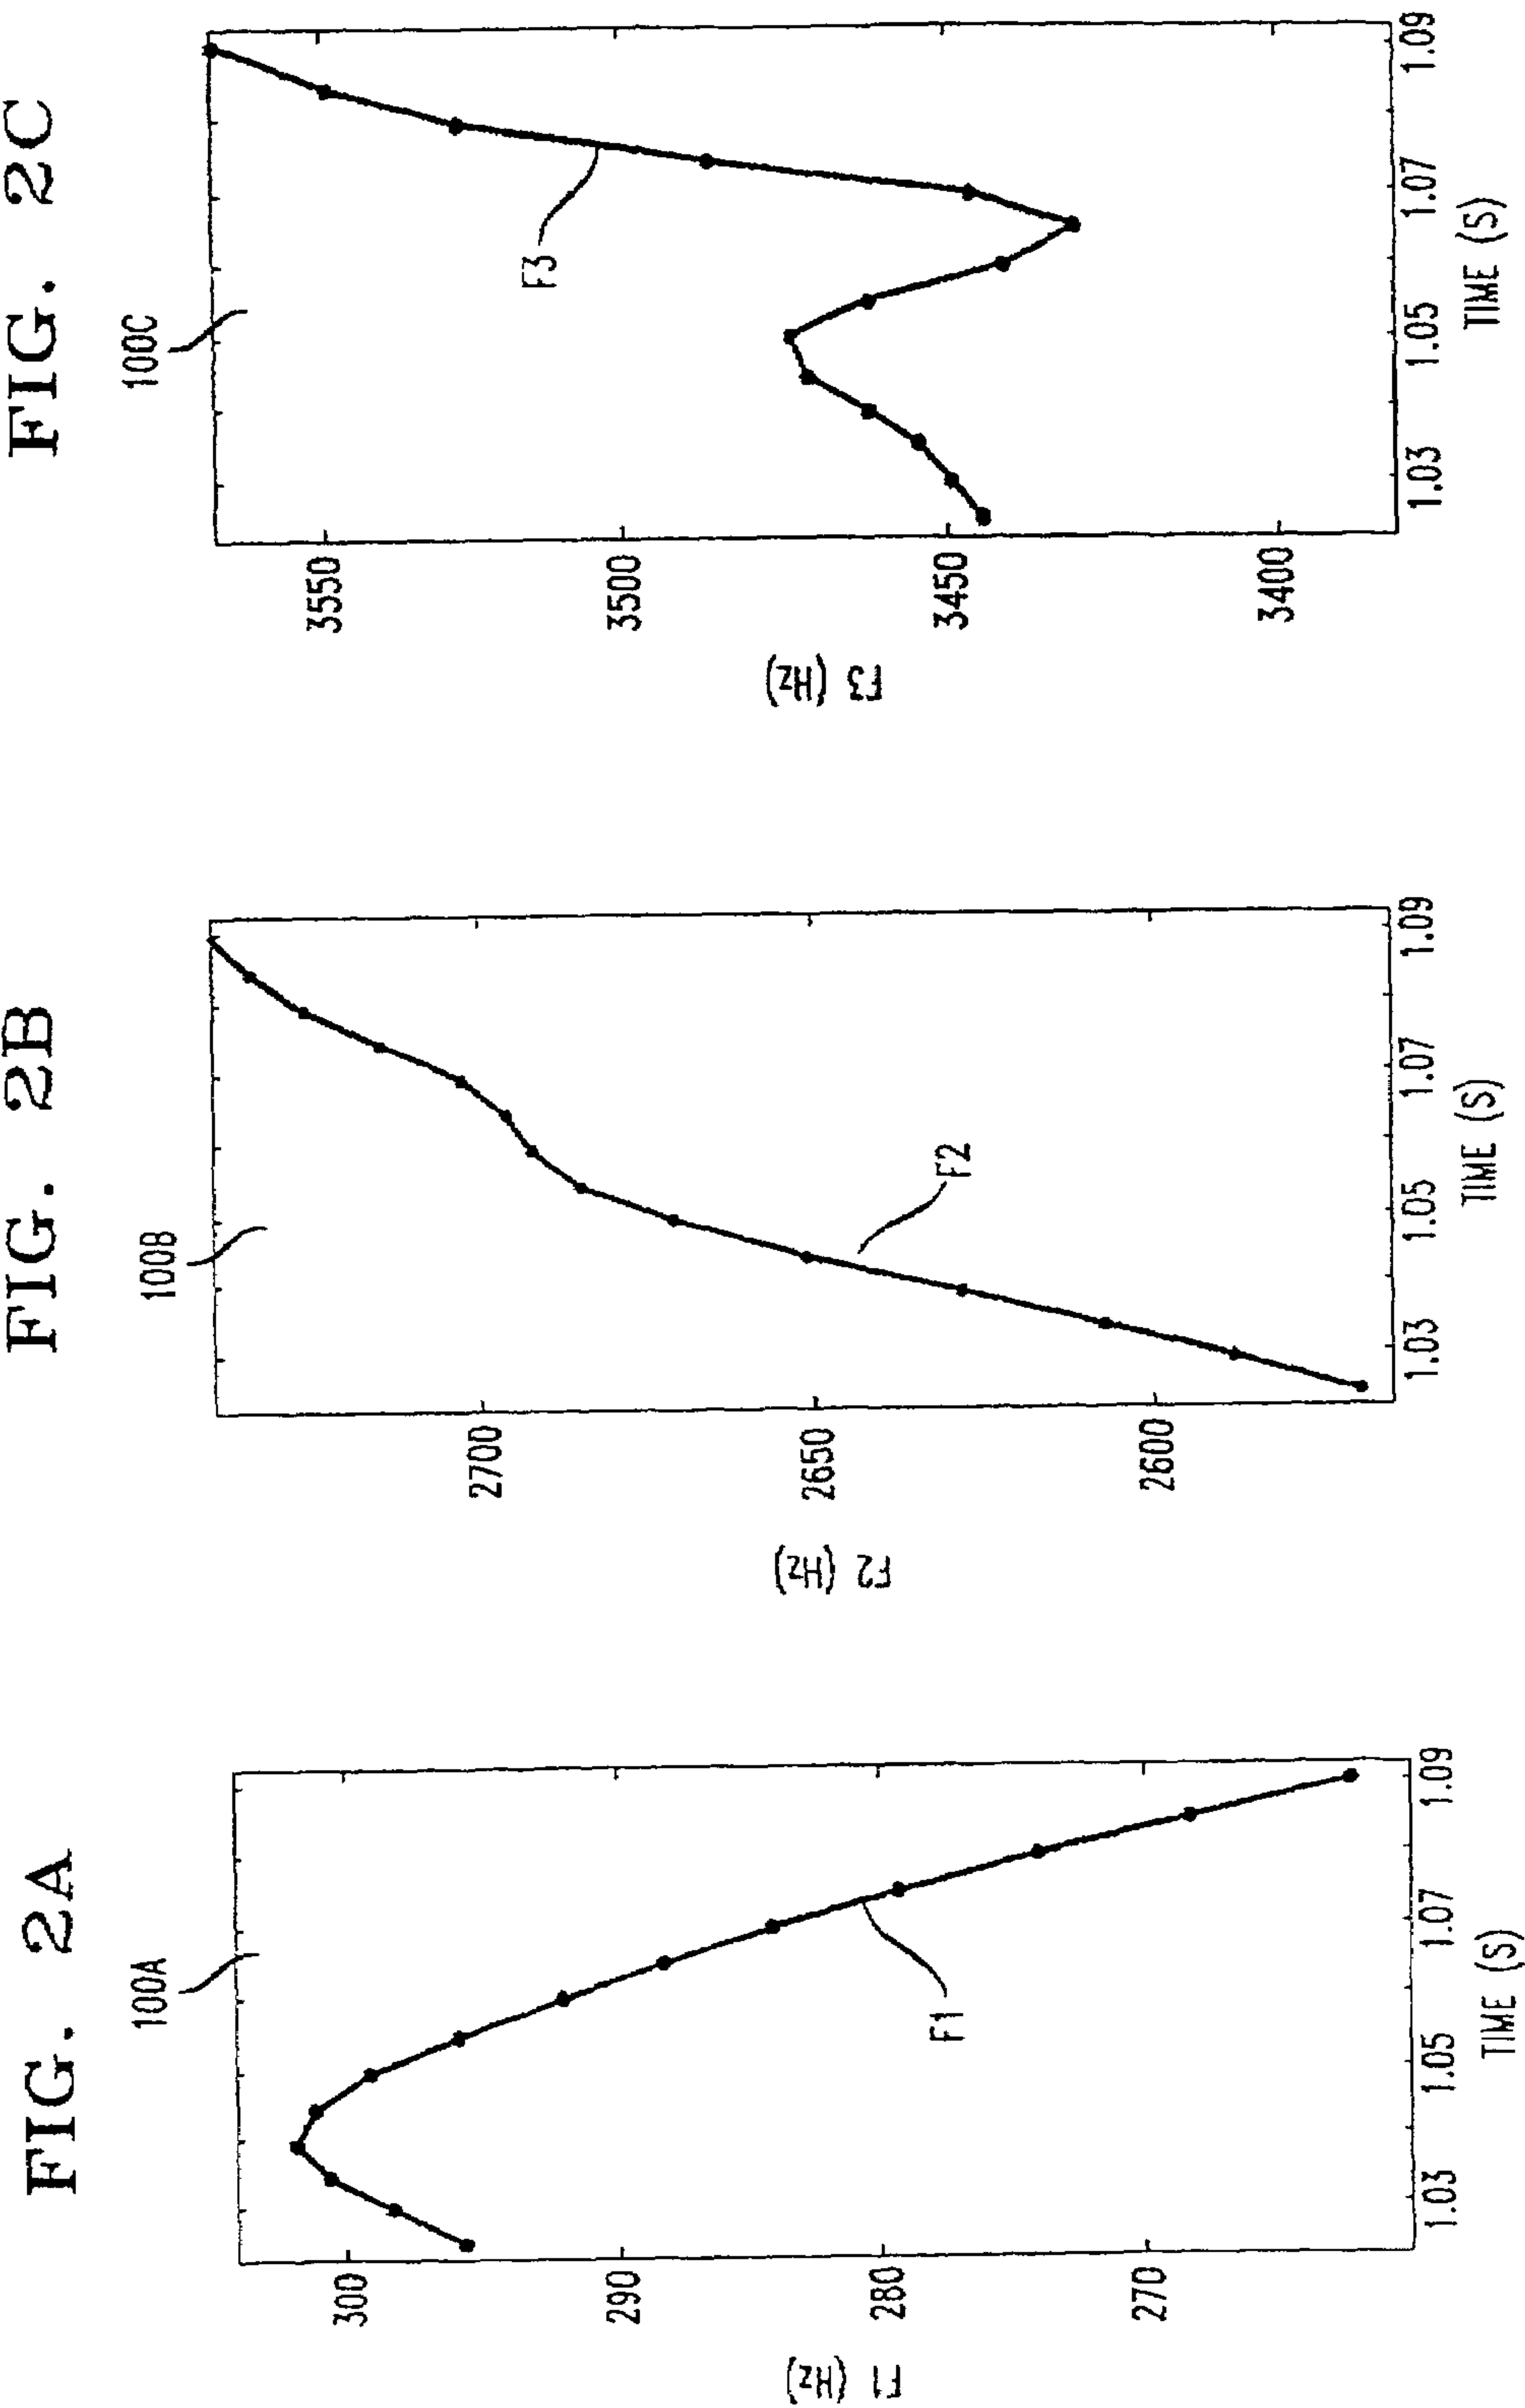 FIG. 2A
100A
300
290
280
270
F1 (Hz)
F1
1.03
1.05
1.07
1.09
TIME (S)
FIG. 2B
100B
2700
2650
2600
F2 (Hz)
F2
1.03
1.05
1.07
1.09
TIME (S)
FIG. 2C
100C
3550
3500
3450
3400
F3 (Hz)
F3
1.03
1.05
1.07
1.09
TIME (S)